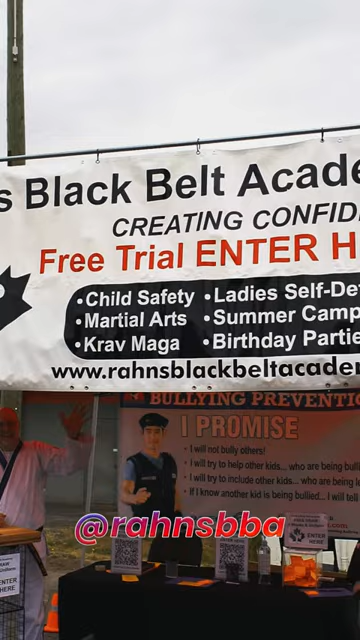 s Black Belt Acade
CREATING CONFID
Free Trial ENTER H
•Child Safety •Ladies Self-De
•Martial Arts •Summer Camp
•Krav Maga •Birthday Partie
www.rahnsblackbeltacade
BULLYING PREVENTIO
I PROMISE
• I will not bully others!
• I will try to help other kids... who are being bulli
• I will try to include other kids... who are being le
• If I know another kid is being bullied... I will tell
@rahnsbba
ENTER
HERE
ENTER
HERE